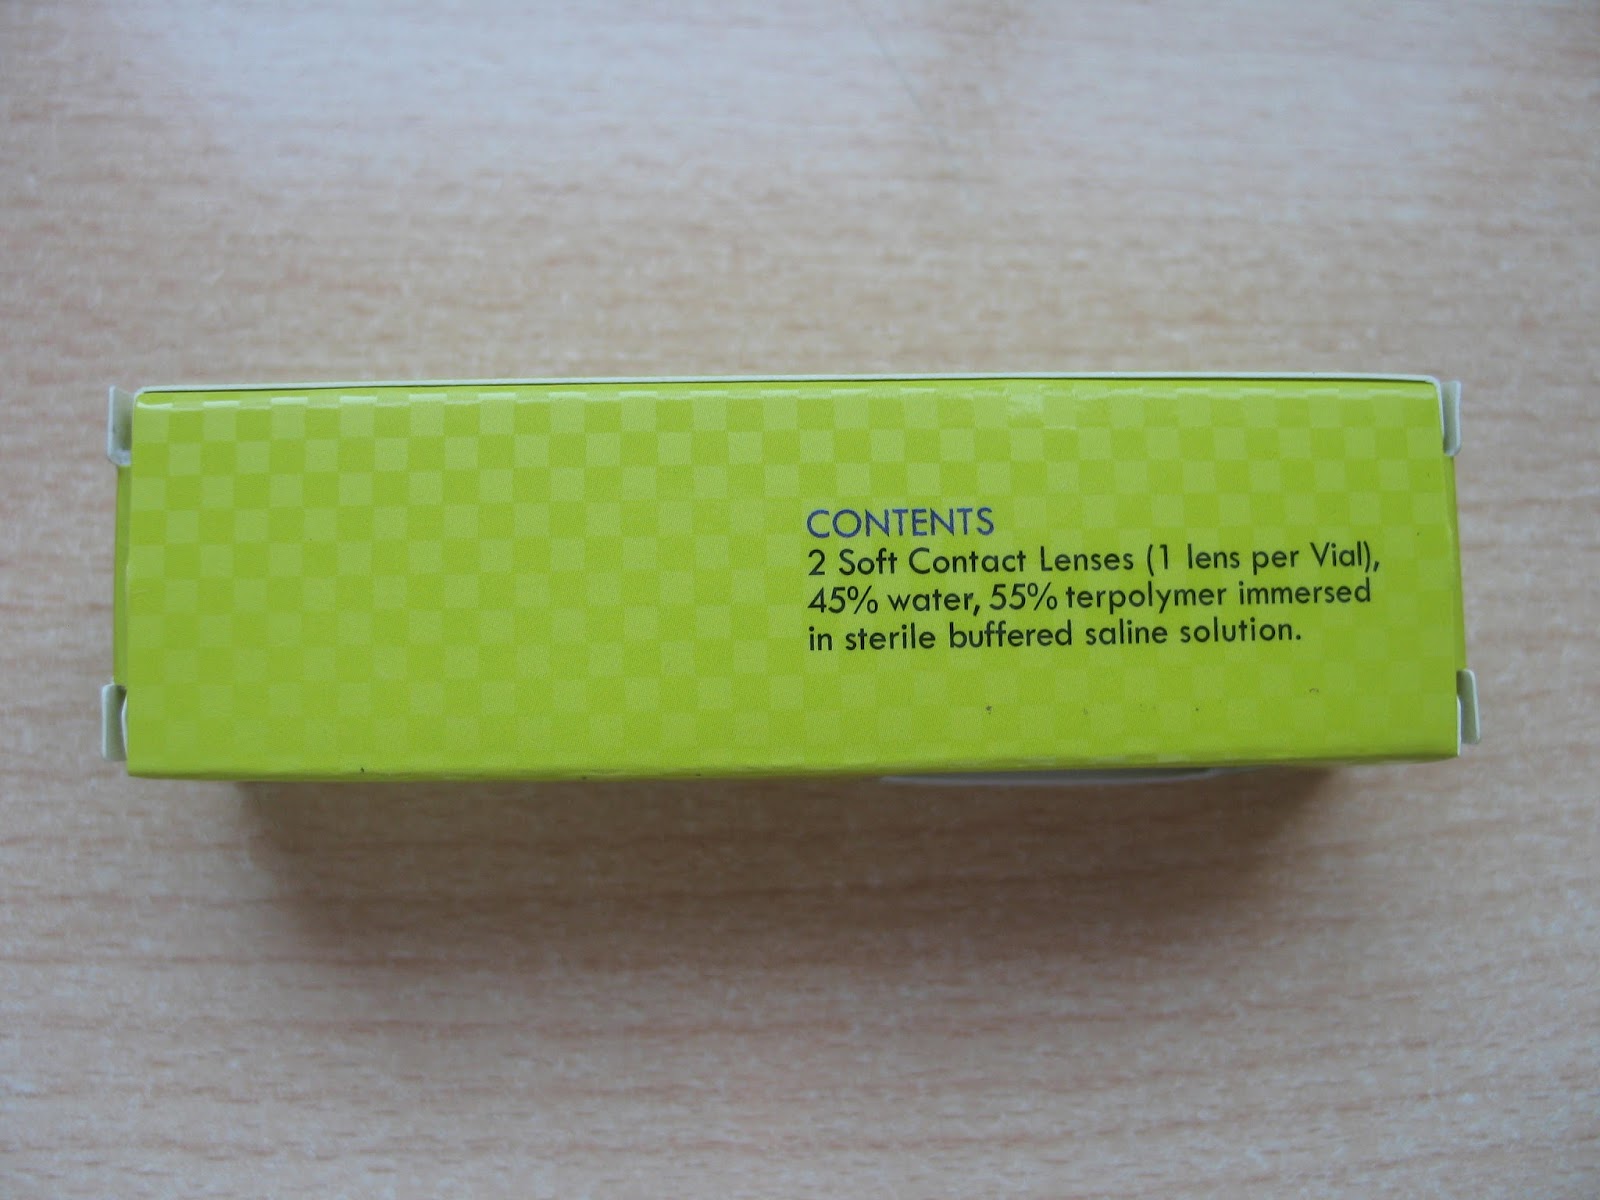 CONTENTS
2 Soft Contact Lenses (1 lens per Vial),
45% water, 55% terpolymer immersed
in sterile buffered saline solution.